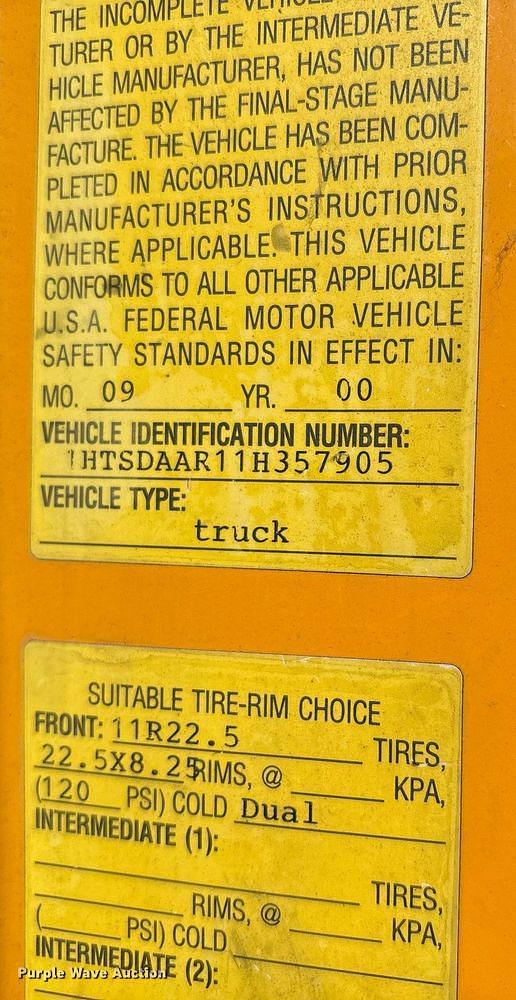 THE INCOMPLETE VEHICLE
TURER OR BY THE INTERMEDIATE VE-
HICLE MANUFACTURER, HAS NOT BEEN
AFFECTED BY THE FINAL-STAGE MANU-
FACTURE. THE VEHICLE HAS BEEN COM-
PLETED IN ACCORDANCE WITH PRIOR
MANUFACTURER'S INSTRUCTIONS,
WHERE APPLICABLE. THIS VEHICLE
CONFORMS TO ALL OTHER APPLICABLE
U.S.A. FEDERAL MOTOR VEHICLE
SAFETY STANDARDS IN EFFECT IN:
MO. 09 YR. 00
VEHICLE IDENTIFICATION NUMBER:
1HTSDAAR11H357905
VEHICLE TYPE:
truck
SUITABLE TIRE-RIM CHOICE
FRONT: 11R22.5 TIRES,
22.5X8.25 RIMS, @ KPA,
(120 PSI) COLD Dual
INTERMEDIATE (1):
TIRES,
RIMS, @ KPA,
( PSI) COLD
INTERMEDIATE (2):
Purple Wave Auction